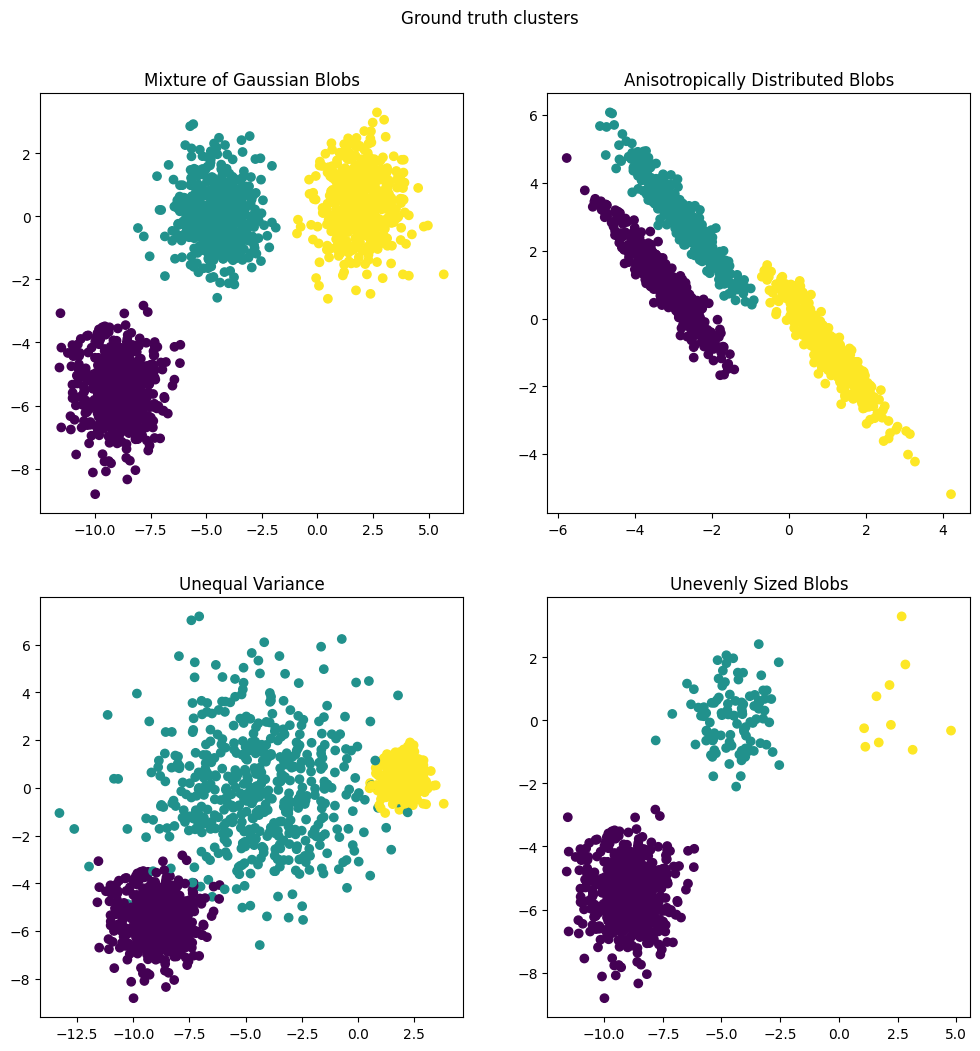 Ground truth clusters
Mixture of Gaussian Blobs
Anisotropically Distributed Blobs
2
0
−2
−4
−6
−8
−10.0 −7.5 −5.0 −2.5 0.0 2.5 5.0
6
4
2
0
−2
−4
−6 −4 −2 0 2 4
Unequal Variance
Unevenly Sized Blobs
6
4
2
0
−2
−4
−6
−8
−12.5 −10.0 −7.5 −5.0 −2.5 0.0 2.5
2
0
−2
−4
−6
−8
−10.0 −7.5 −5.0 −2.5 0.0 2.5 5.0